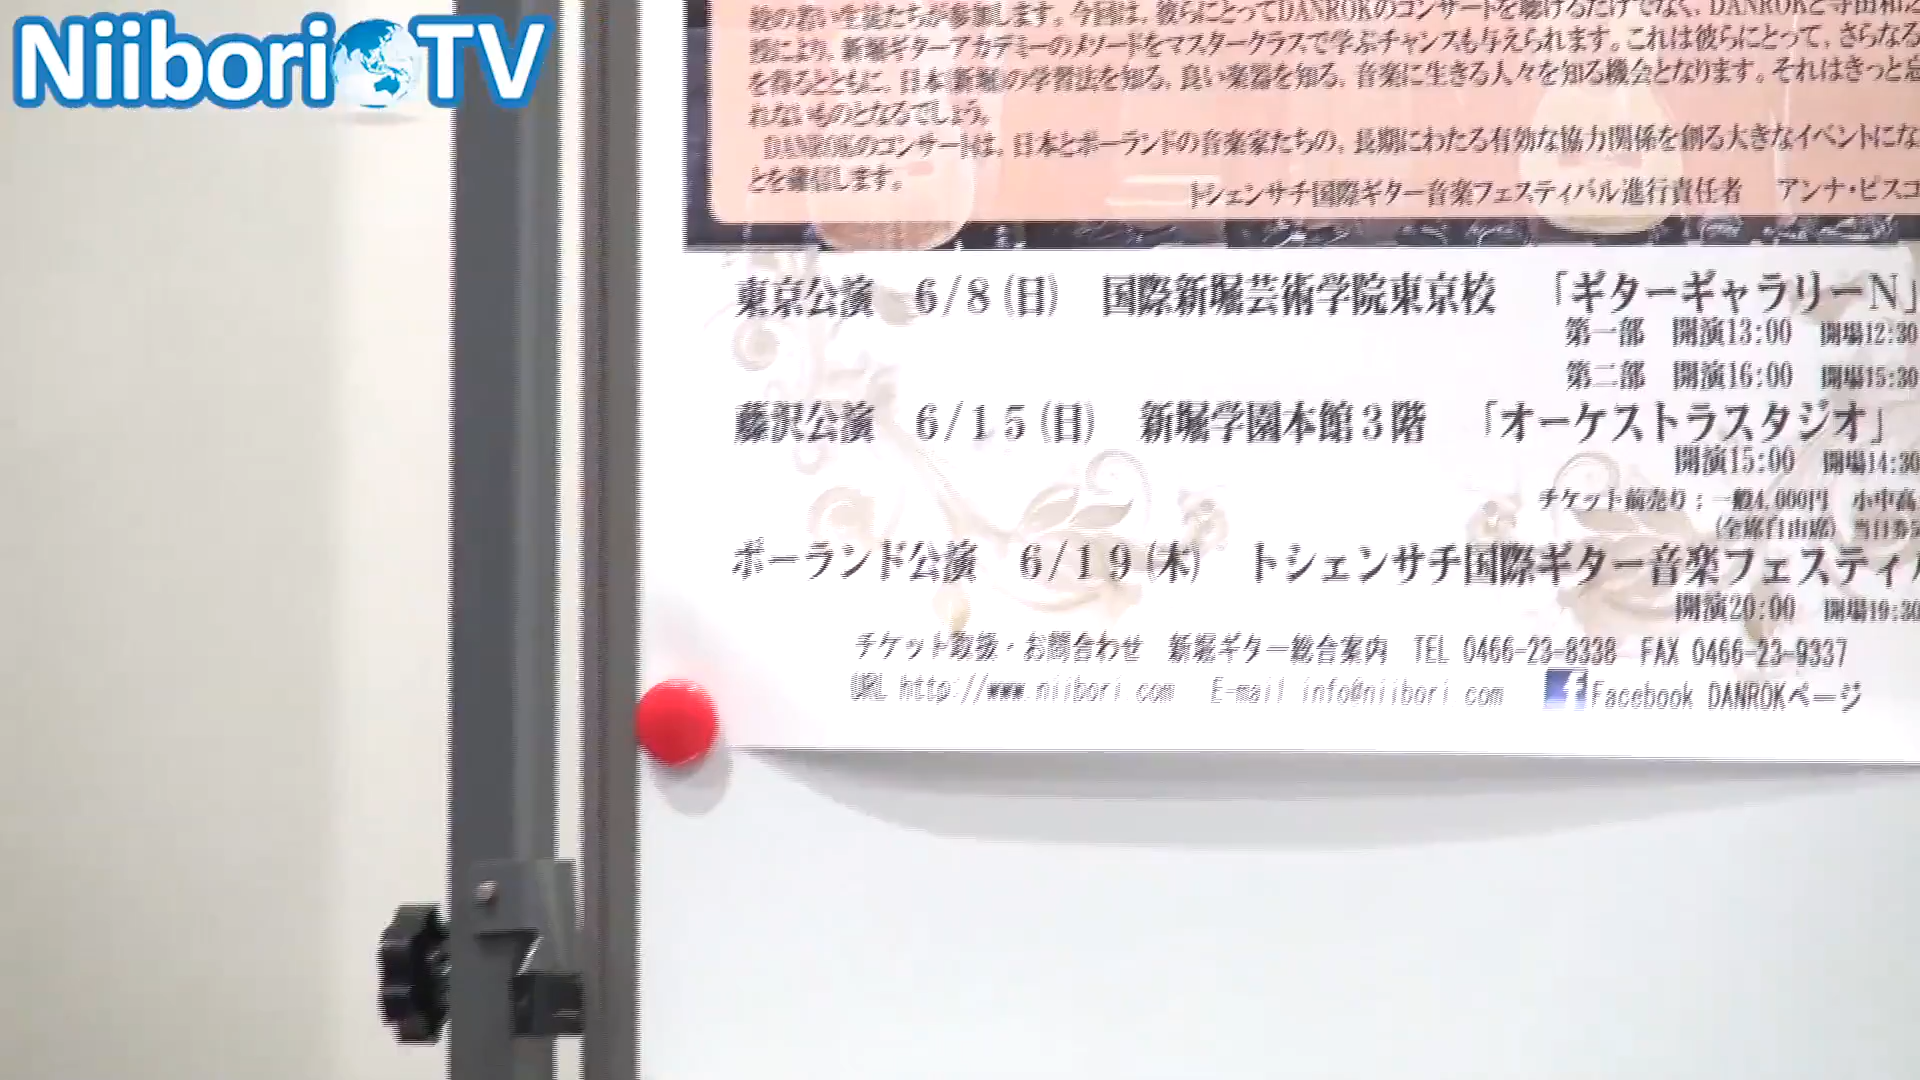 Niibori TV
校の若い生徒たちが参加します。今回は、彼らにとってDANROKのコンサートを聴けるだけでなく、DANROKと寺田和之
授により、新堀ギターアカデミーのメソードをマスタークラスで学ぶチャンスも与えられます。これは彼らにとって、さらなる
を得るとともに、日本(新堀)の学習法を知る、良い楽器を知る、音楽に生きる人々を知る機会となります。それはきっと忘
れないものとなるでしょう。
DANROKのコンサートは、日本とポーランドの音楽家たちの、長期にわたる有効な協力関係を創る大きなイベントにな
とを確信します。
トシェンサチ国際ギター音楽フェスティバル進行責任者 アンナ・ピスコ
東京公演 6/8(日) 国際新堀芸術学院東京校 「ギターギャラリーN」
第一部 開演13:00 開場12:30
第二部 開演16:00 開場15:30
藤沢公演 6/15(日) 新堀学園本館3階 「オーケストラスタジオ」
開演15:00 開場14:30
チケット前売り：一般4,000円 小中高
(全席自由席) 当日券
ポーランド公演 6/19(木) トシェンサチ国際ギター音楽フェスティ
開演20:00 開場19:30
チケット取扱・お問合わせ 新堀ギター総合案内 TEL 0466-23-8338 FAX 0466-23-9337
URL http://www.niibori.com E-mail info@niibori.com f Facebook DANROKページ